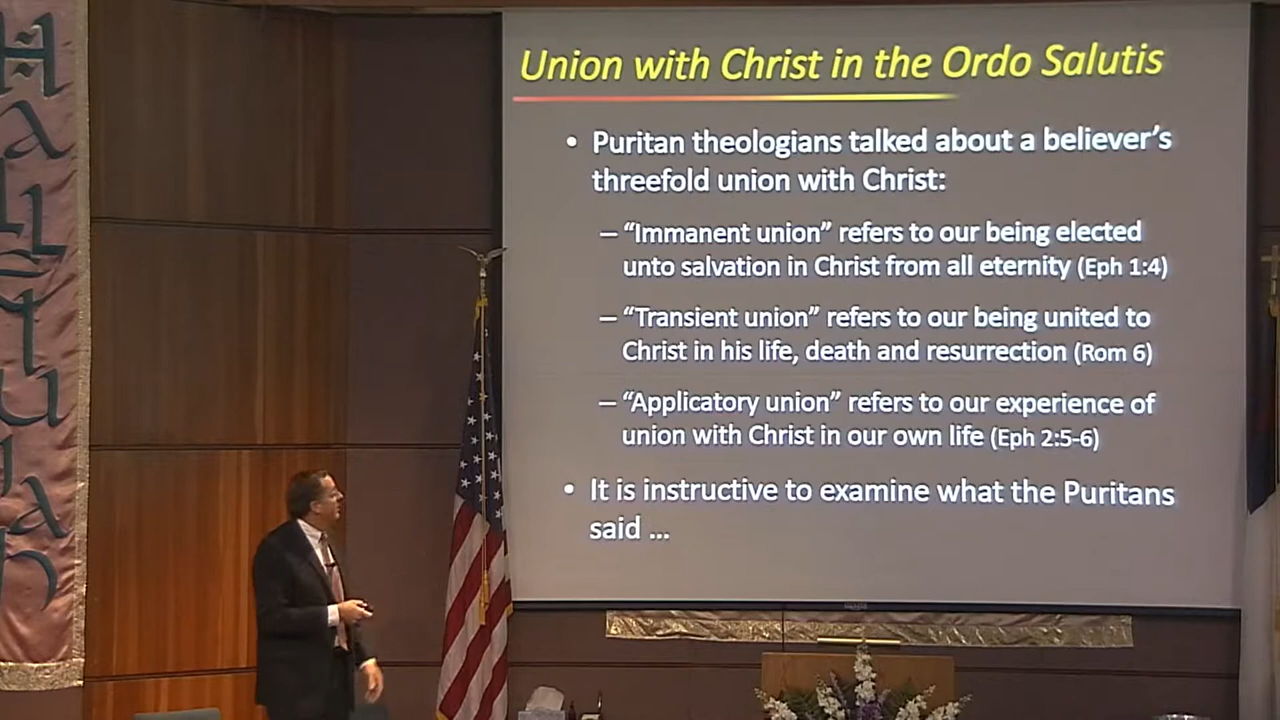 Hallelujah
Union with Christ in the Ordo Salutis
• Puritan theologians talked about a believer’s
threefold union with Christ:
– “Immanent union” refers to our being elected
unto salvation in Christ from all eternity (Eph 1:4)
– “Transient union” refers to our being united to
Christ in his life, death and resurrection (Rom 6)
– “Applicatory union” refers to our experience of
union with Christ in our own life (Eph 2:5-6)
• It is instructive to examine what the Puritans
said ...